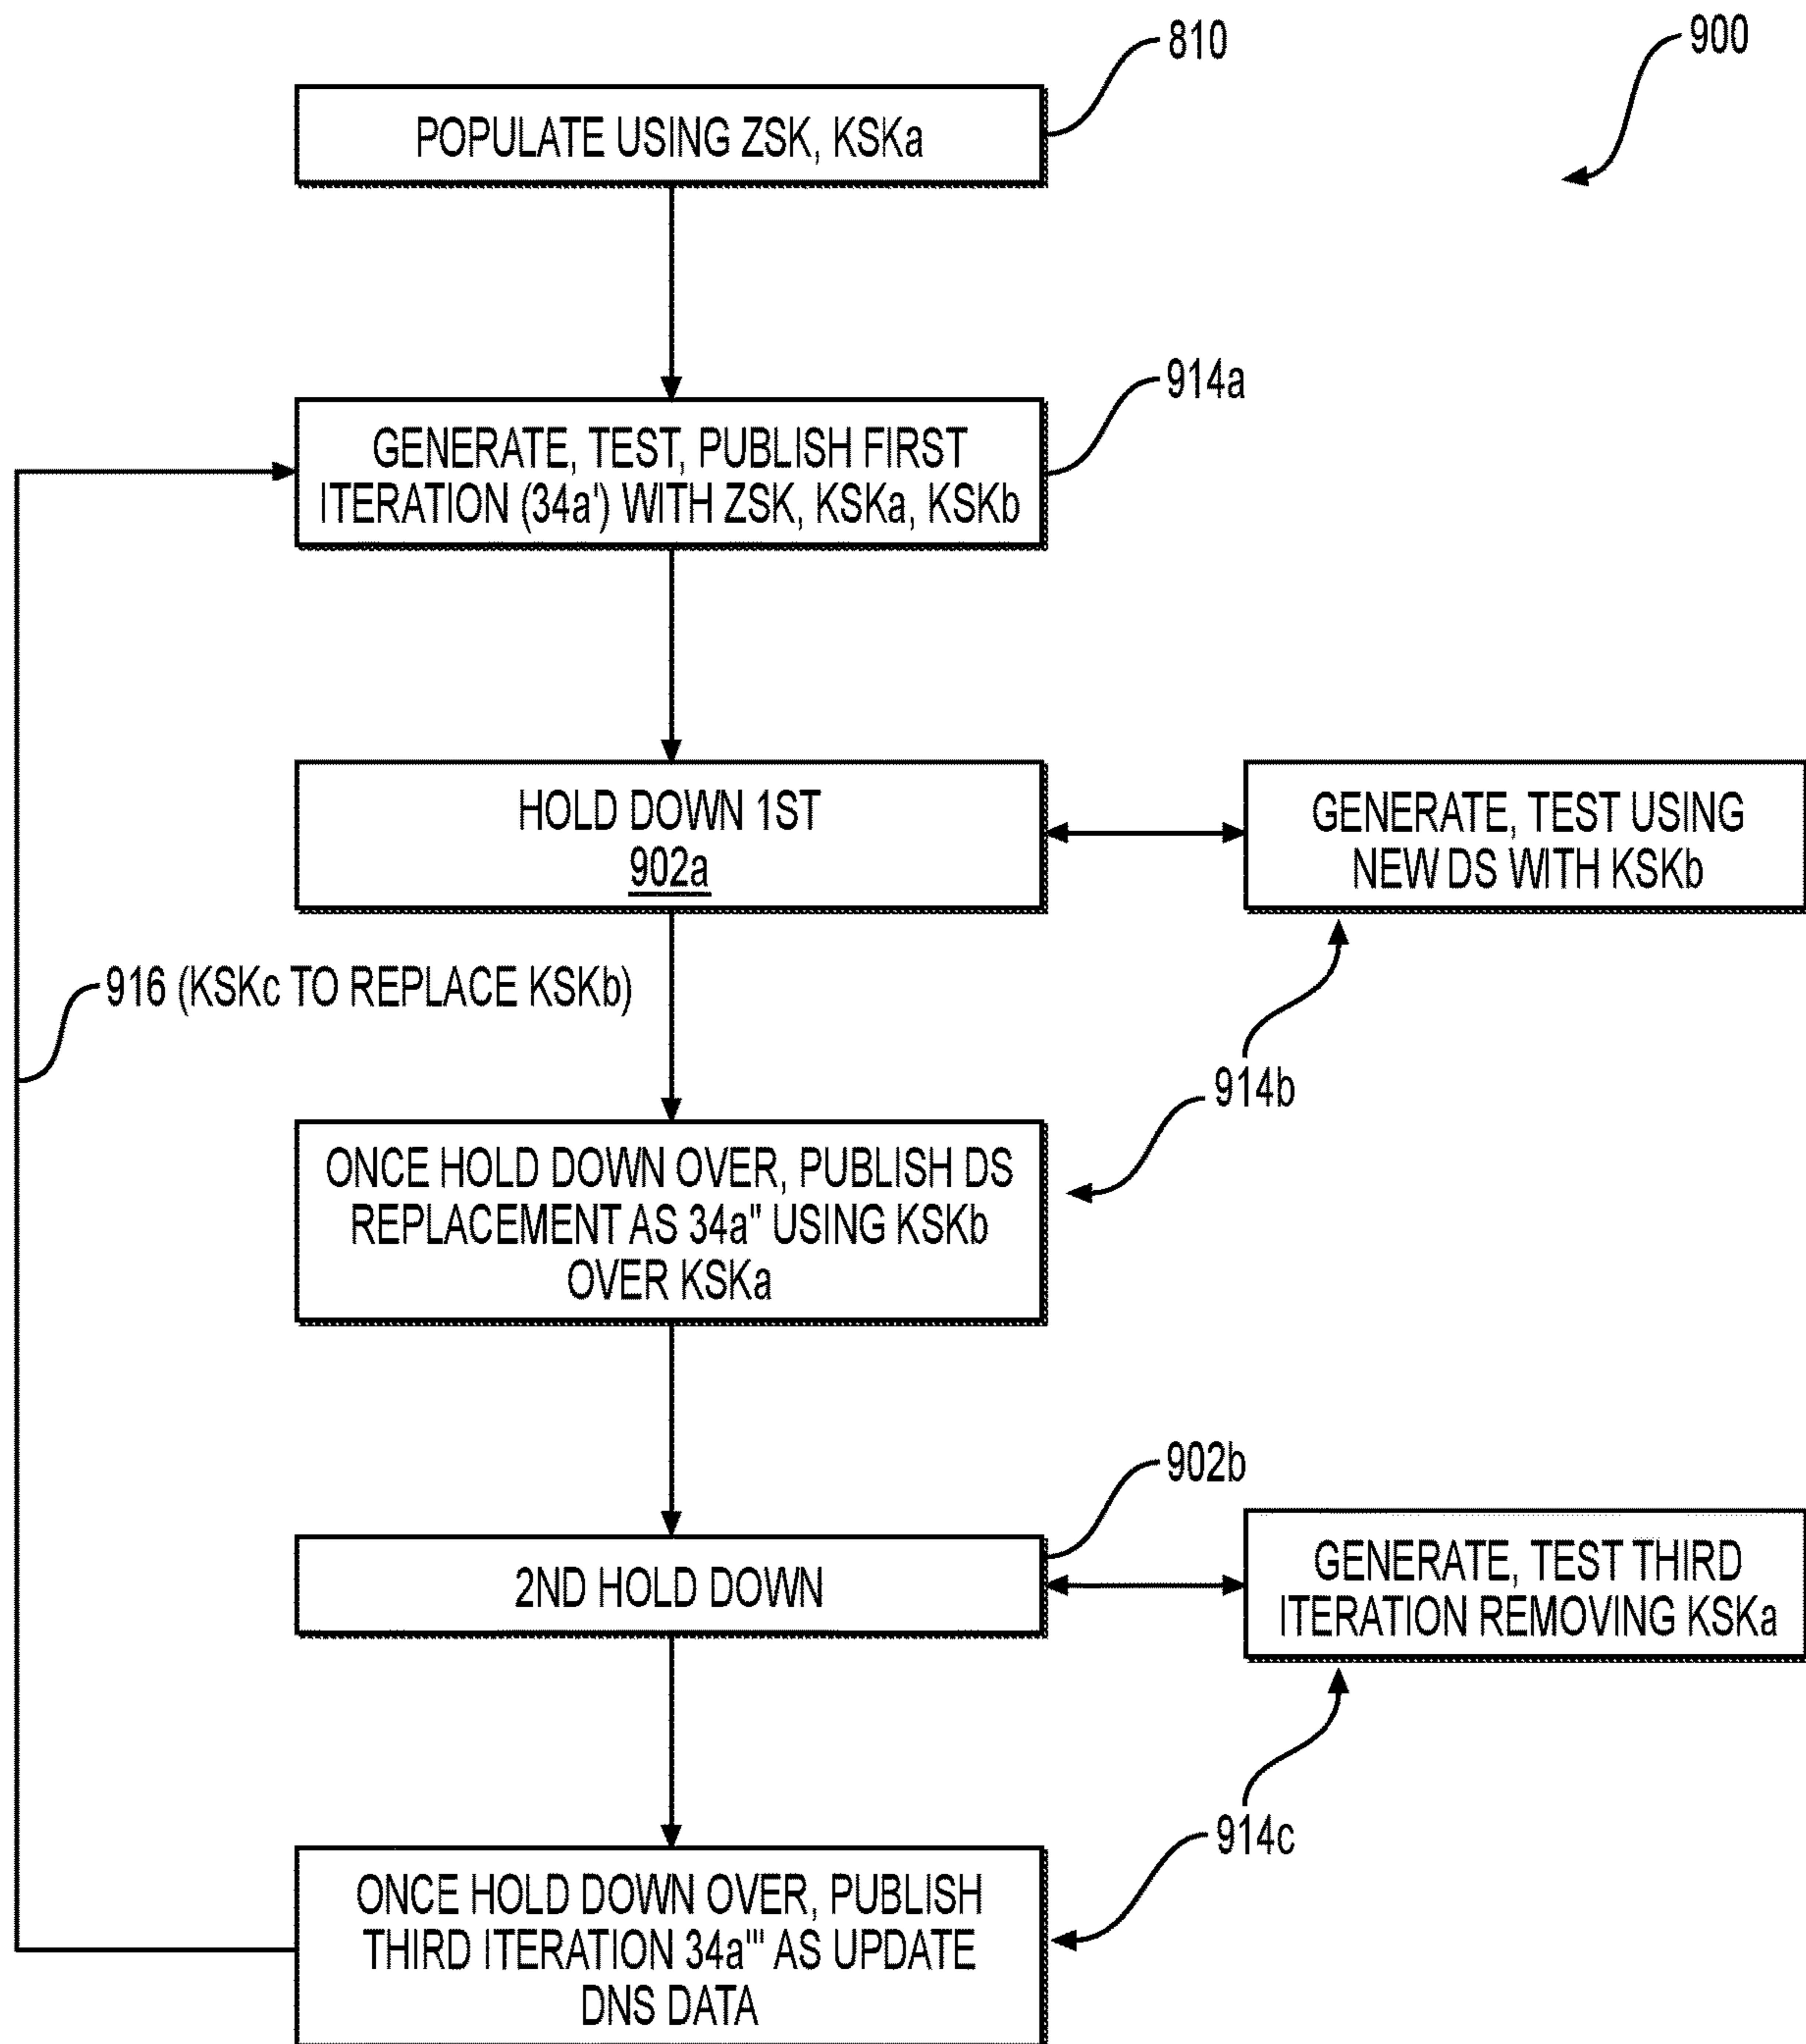 810
900
POPULATE USING ZSK, KSKa
914a
GENERATE, TEST, PUBLISH FIRST
ITERATION (34a') WITH ZSK, KSKa, KSKb
HOLD DOWN 1ST
902a
GENERATE, TEST USING
NEW DS WITH KSKb
916 (KSKc TO REPLACE KSKb)
914b
ONCE HOLD DOWN OVER, PUBLISH DS
REPLACEMENT AS 34a" USING KSKb
OVER KSKa
902b
2ND HOLD DOWN
GENERATE, TEST THIRD
ITERATION REMOVING KSKa
914c
ONCE HOLD DOWN OVER, PUBLISH
THIRD ITERATION 34a''' AS UPDATE
DNS DATA